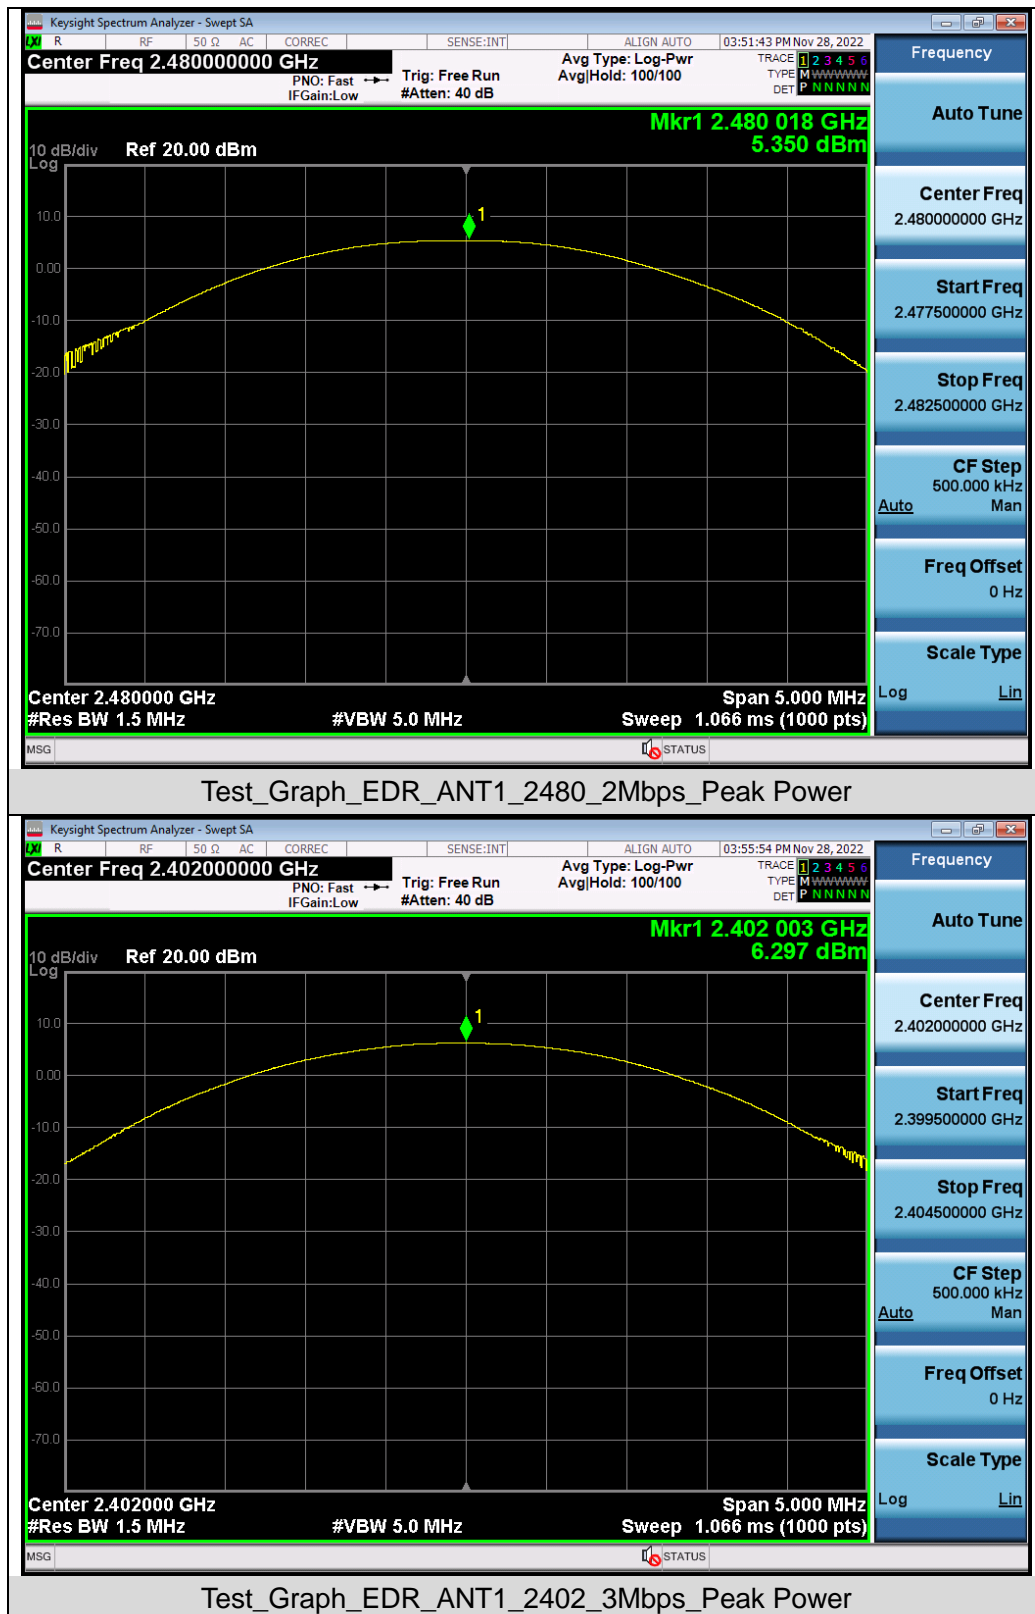 Keysight Spectrum Analyzer - Swept SA
LXI R RF 50 Ω AC CORREC SENSE:INT ALIGN AUTO 03:51:43 PM Nov 28, 2022
Center Freq 2.480000000 GHz
PNO: Fast
IFGain:Low
Trig: Free Run
#Atten: 40 dB
Avg Type: Log-Pwr
Avg|Hold: 100/100
TRACE 1 2 3 4 5 6
TYPE M WWWWW
DET P N N N N N
Mkr1 2.480 018 GHz
5.350 dBm
10 dB/div Ref 20.00 dBm
Log
1
10.0
0.00
-10.0
-20.0
-30.0
-40.0
-50.0
-60.0
-70.0
Center 2.480000 GHz Span 5.000 MHz
#Res BW 1.5 MHz #VBW 5.0 MHz Sweep 1.066 ms (1000 pts)
MSG STATUS
Frequency
Auto Tune
Center Freq
2.480000000 GHz
Start Freq
2.477500000 GHz
Stop Freq
2.482500000 GHz
CF Step
500.000 kHz
Auto Man
Freq Offset
0 Hz
Scale Type
Log Lin
Test_Graph_EDR_ANT1_2480_2Mbps_Peak Power
Keysight Spectrum Analyzer - Swept SA
LXI R RF 50 Ω AC CORREC SENSE:INT ALIGN AUTO 03:55:54 PM Nov 28, 2022
Center Freq 2.402000000 GHz
PNO: Fast
IFGain:Low
Trig: Free Run
#Atten: 40 dB
Avg Type: Log-Pwr
Avg|Hold: 100/100
TRACE 1 2 3 4 5 6
TYPE M WWWWW
DET P N N N N N
Mkr1 2.402 003 GHz
6.297 dBm
10 dB/div Ref 20.00 dBm
Log
1
10.0
0.00
-10.0
-20.0
-30.0
-40.0
-50.0
-60.0
-70.0
Center 2.402000 GHz Span 5.000 MHz
#Res BW 1.5 MHz #VBW 5.0 MHz Sweep 1.066 ms (1000 pts)
MSG STATUS
Frequency
Auto Tune
Center Freq
2.402000000 GHz
Start Freq
2.399500000 GHz
Stop Freq
2.404500000 GHz
CF Step
500.000 kHz
Auto Man
Freq Offset
0 Hz
Scale Type
Log Lin
Test_Graph_EDR_ANT1_2402_3Mbps_Peak Power